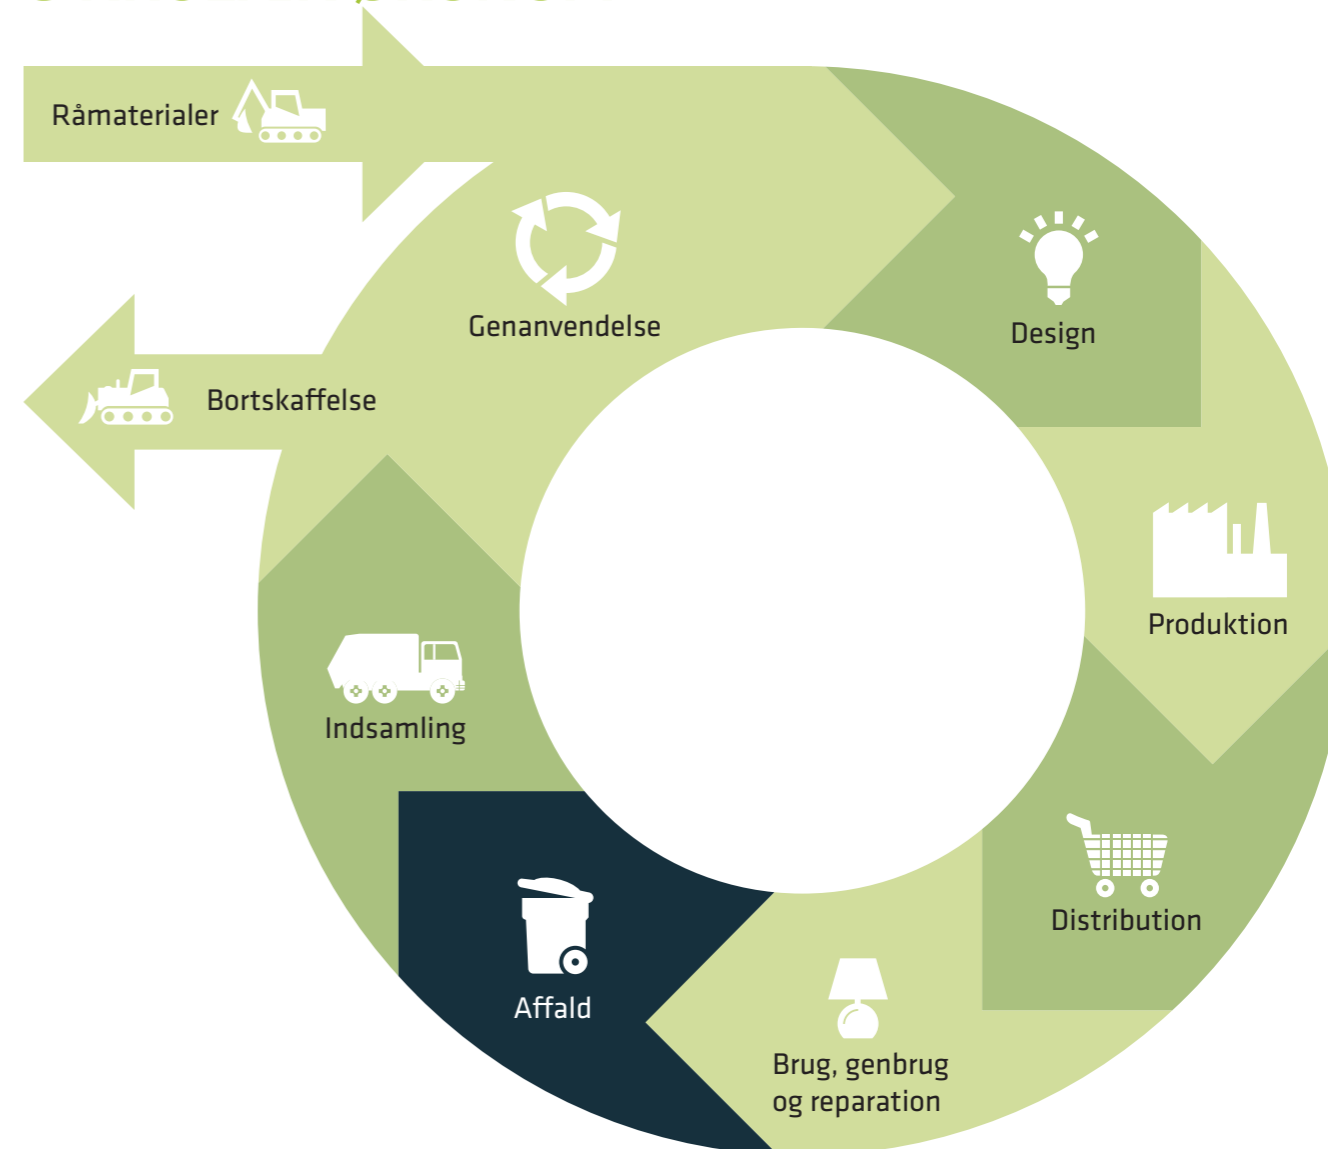 Råmaterialer
Genanvendelse
Design
Bortskaffelse
Produktion
Indsamling
Distribution
Affald
Brug, genbrug
og reparation